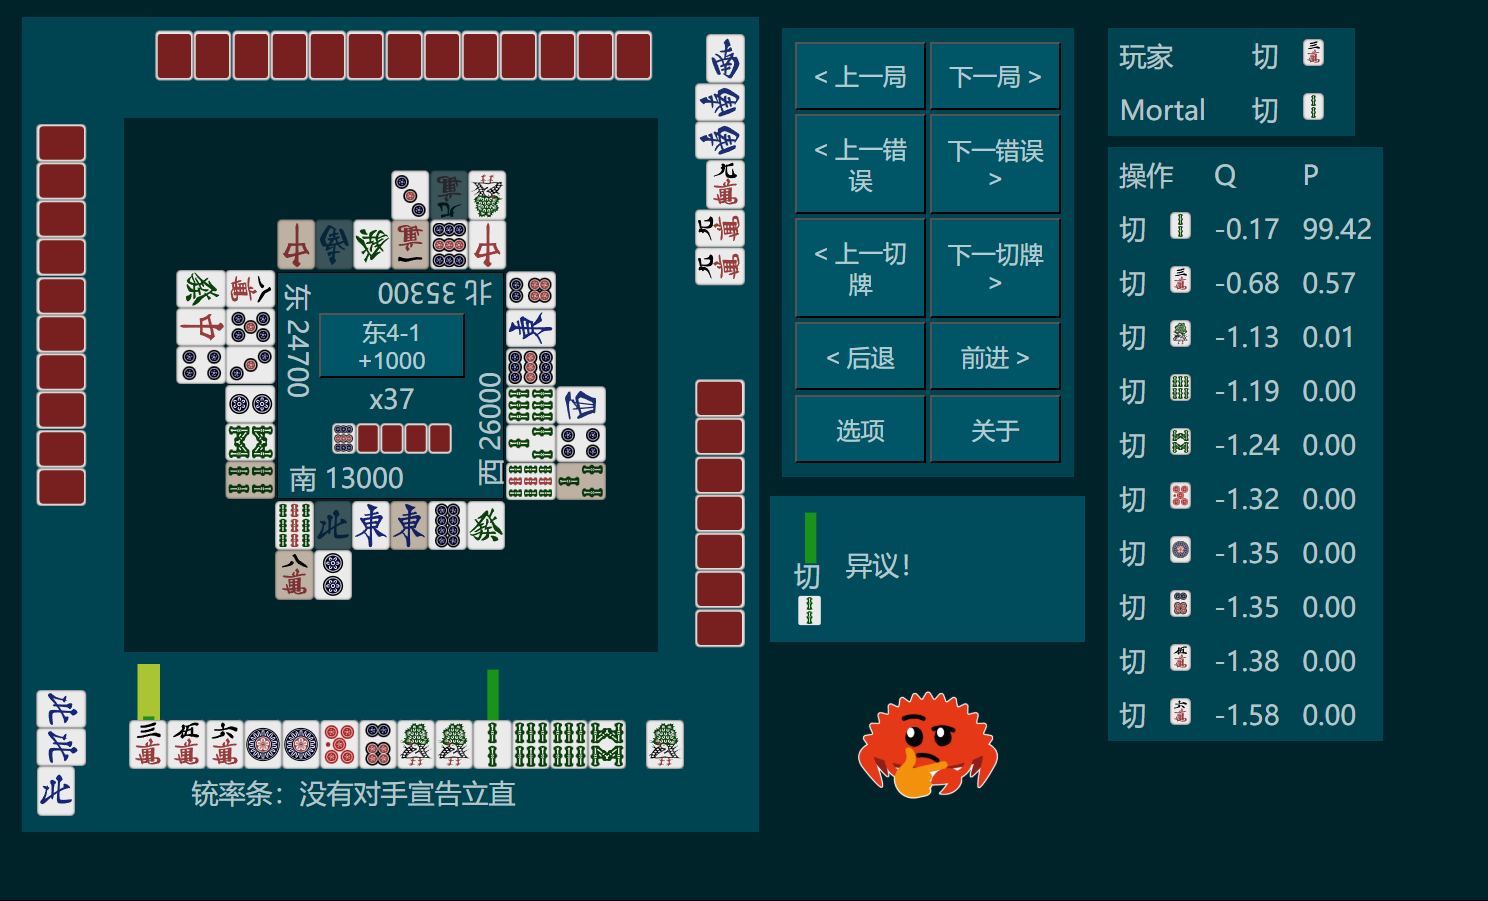 < 上一局
下一局 >
< 上一错
误
下一错误
>
< 上一切
牌
下一切牌
>
< 后退
前进 >
选项
关于
玩家 切
Mortal 切
操作 Q P
切 -0.17 99.42
切 -0.68 0.57
切 -1.13 0.01
切 -1.19 0.00
切 -1.24 0.00
切 -1.32 0.00
切 -1.35 0.00
切 -1.35 0.00
切 -1.38 0.00
切 -1.58 0.00
北 35300
东 24700
东4-1
+1000
x37
西 26000
南 13000
切
异议！
铳率条：没有对手宣告立直